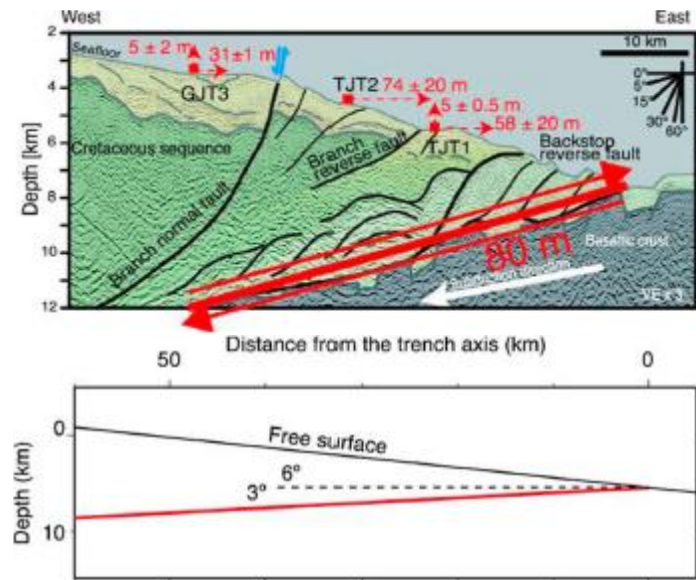 West East
2
Seafloor
5 ± 2 m
31±1 m
10 km
GJT3
TJT2
74 ± 20 m
0°
5°
15°
30°
60°
4
5 ± 0.5 m
58 ± 20 m
TJT1
Cretaceous sequence
Branch reverse fault
Backstop reverse fault
6
Depth [km]
8
Branch normal fault
80 m
Basaltic crust
10
VE x 3
12
Distance from the trench axis (km)
50 0
0
Free surface
6°
3°
Depth (km)
10